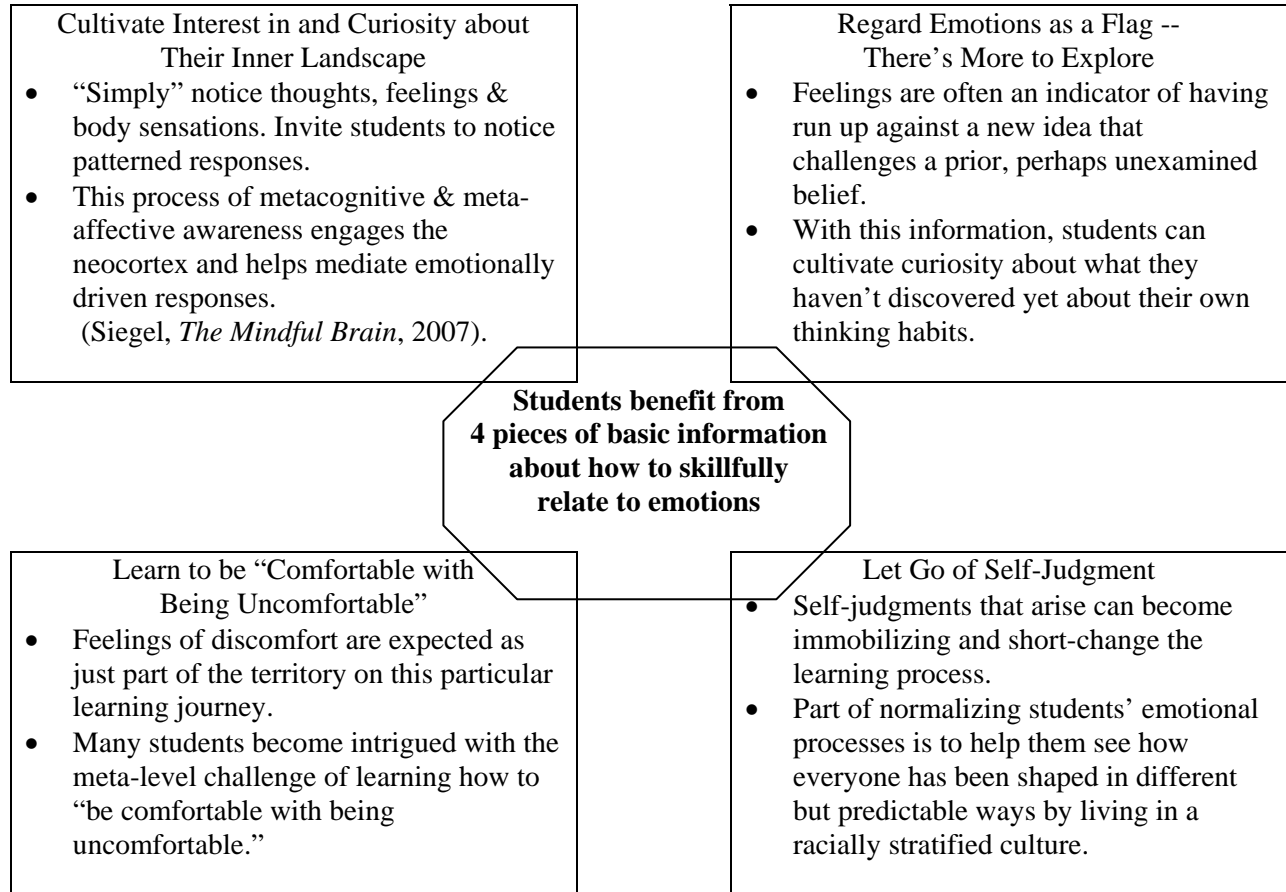 Cultivate Interest in and Curiosity about
Their Inner Landscape
• “Simply” notice thoughts, feelings &
body sensations. Invite students to notice
patterned responses.
• This process of metacognitive & meta-
affective awareness engages the
neocortex and helps mediate emotionally
driven responses.
(Siegel, The Mindful Brain, 2007).
Regard Emotions as a Flag --
There’s More to Explore
• Feelings are often an indicator of having
run up against a new idea that
challenges a prior, perhaps unexamined
belief.
• With this information, students can
cultivate curiosity about what they
haven’t discovered yet about their own
thinking habits.
Students benefit from
4 pieces of basic information
about how to skillfully
relate to emotions
Learn to be “Comfortable with
Being Uncomfortable”
• Feelings of discomfort are expected as
just part of the territory on this particular
learning journey.
• Many students become intrigued with the
meta-level challenge of learning how to
“be comfortable with being
uncomfortable.”
Let Go of Self-Judgment
• Self-judgments that arise can become
immobilizing and short-change the
learning process.
• Part of normalizing students’ emotional
processes is to help them see how
everyone has been shaped in different
but predictable ways by living in a
racially stratified culture.